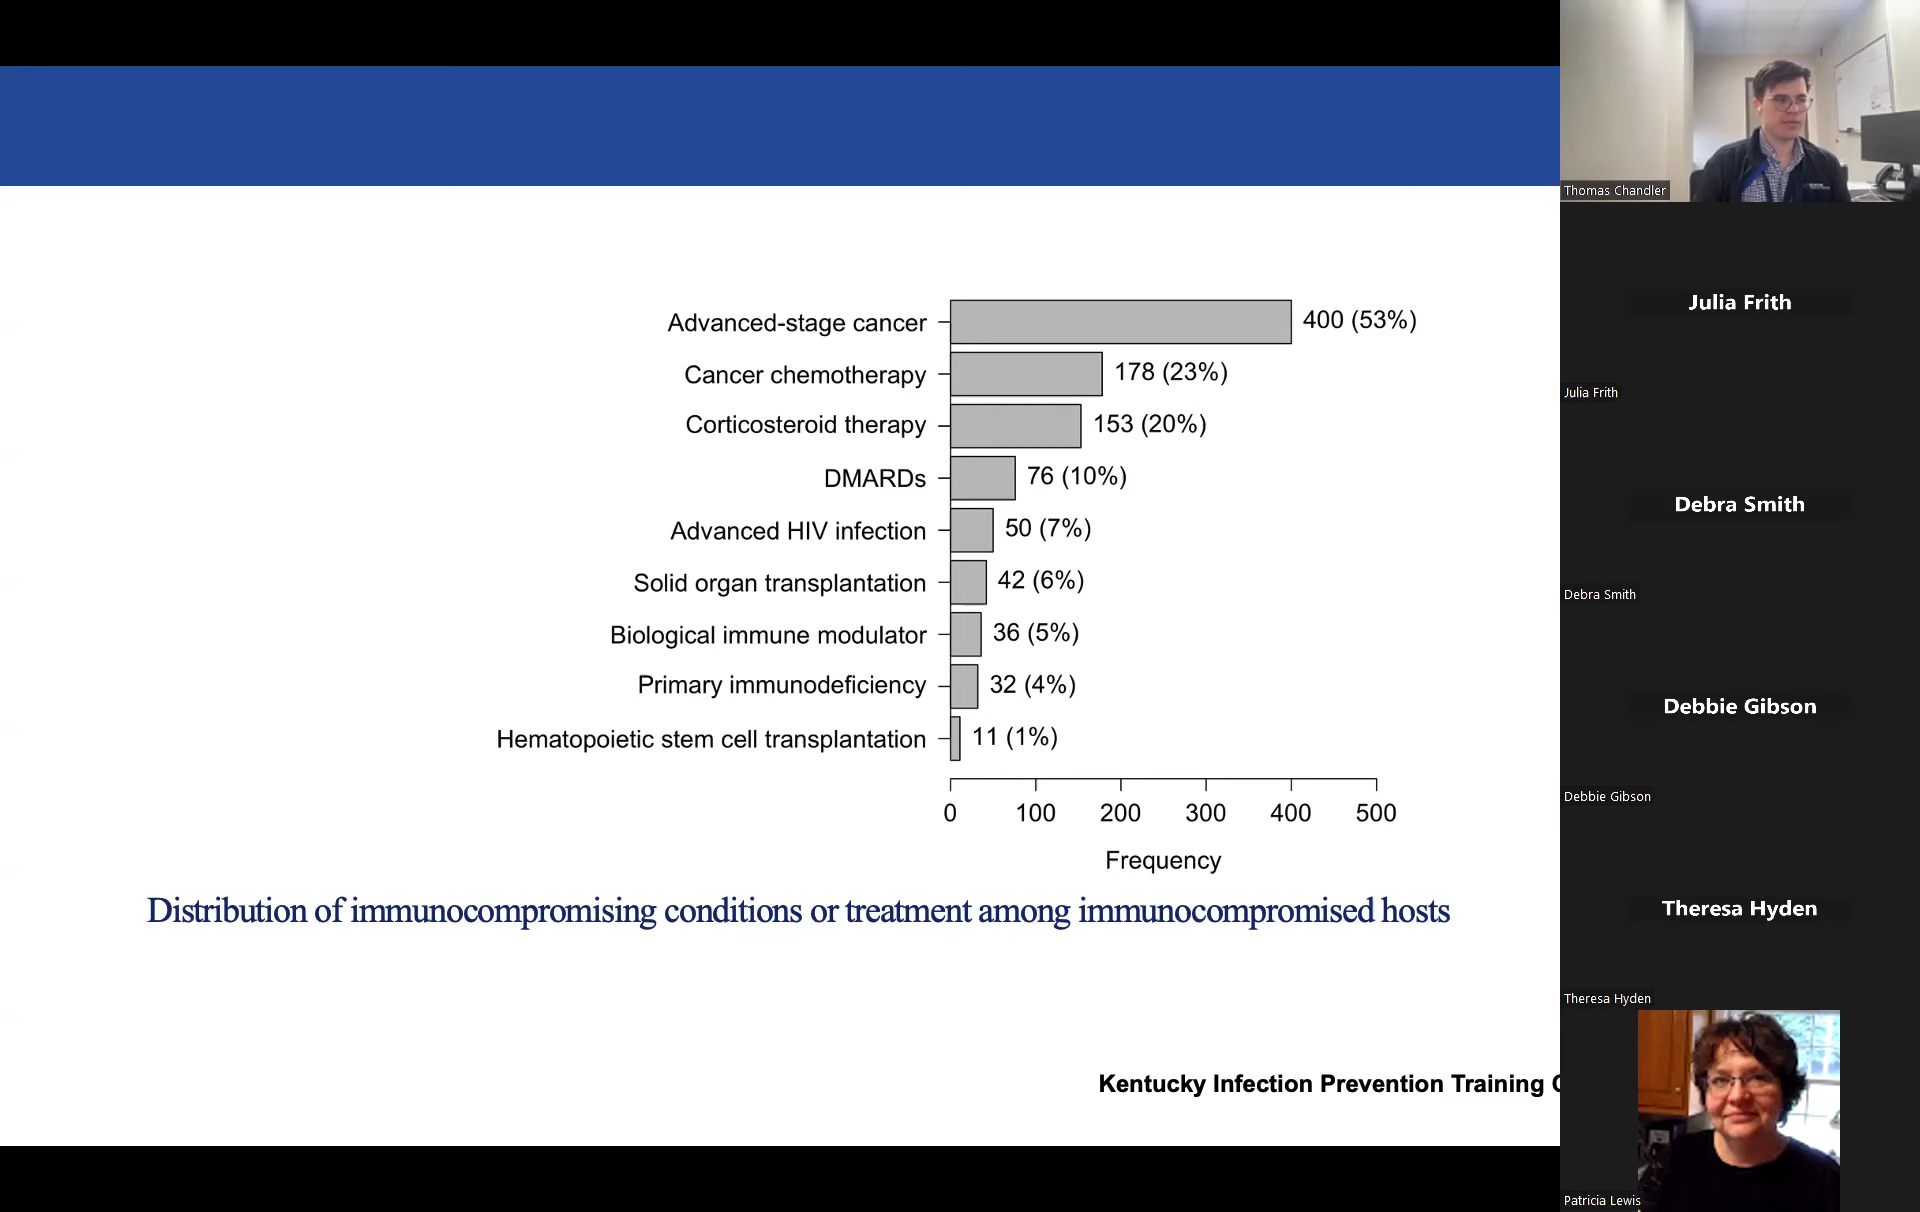 Advanced-stage cancer 400 (53%)
Cancer chemotherapy 178 (23%)
Corticosteroid therapy 153 (20%)
DMARDs 76 (10%)
Advanced HIV infection 50 (7%)
Solid organ transplantation 42 (6%)
Biological immune modulator 36 (5%)
Primary immunodeficiency 32 (4%)
Hematopoietic stem cell transplantation 11 (1%)
0 100 200 300 400 500
Frequency
Distribution of immunocompromising conditions or treatment among immunocompromised hosts
Kentucky Infection Prevention Training
Thomas Chandler
Julia Frith
Julia Frith
Debra Smith
Debra Smith
Debbie Gibson
Debbie Gibson
Theresa Hyden
Theresa Hyden
Patricia Lewis